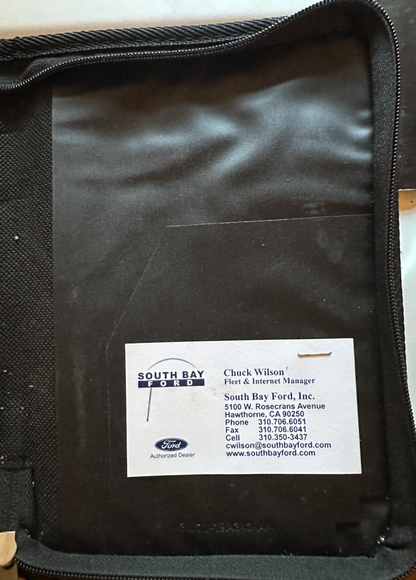 SOUTH BAY
FORD
Ford
Authorized Dealer
Chuck Wilson
Fleet & Internet Manager
South Bay Ford, Inc.
5100 W. Rosecrans Avenue
Hawthorne, CA 90250
Phone 310.706.6051
Fax 310.706.6041
Cell 310.350-3437
cwilson@southbayford.com
www.southbayford.com